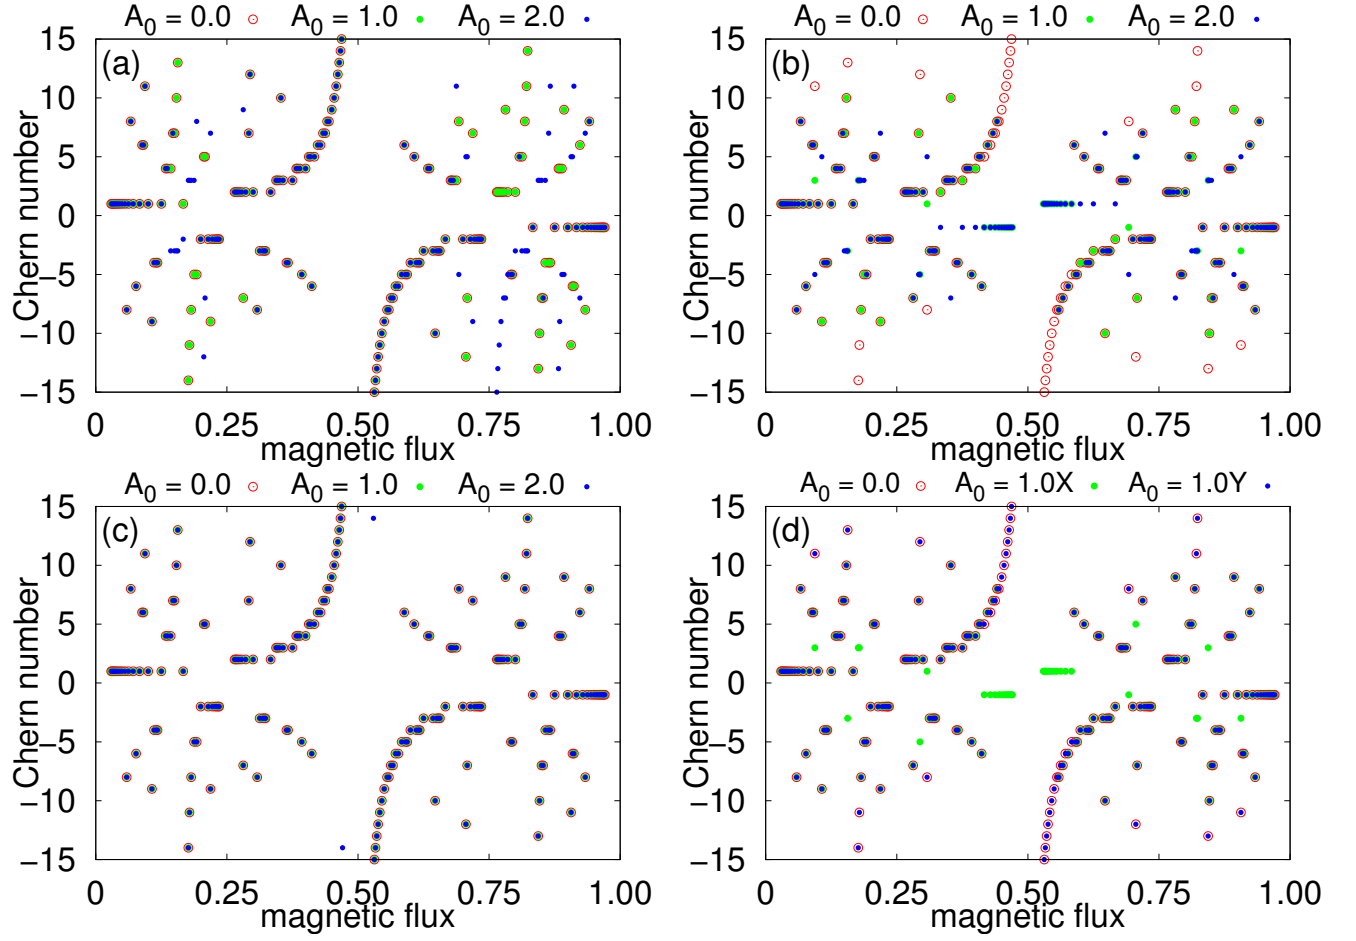 A0 = 0.0 A0 = 1.0 A0 = 2.0
(a)
Chern number
15
10
5
0
−5
−10
−15
0 0.25 0.50 0.75 1.00
magnetic flux
A0 = 0.0 A0 = 1.0 A0 = 2.0
(b)
Chern number
15
10
5
0
−5
−10
−15
0 0.25 0.50 0.75 1.00
magnetic flux
A0 = 0.0 A0 = 1.0 A0 = 2.0
(c)
Chern number
15
10
5
0
−5
−10
−15
0 0.25 0.50 0.75 1.00
magnetic flux
A0 = 0.0 A0 = 1.0X A0 = 1.0Y
(d)
Chern number
15
10
5
0
−5
−10
−15
0 0.25 0.50 0.75 1.00
magnetic flux